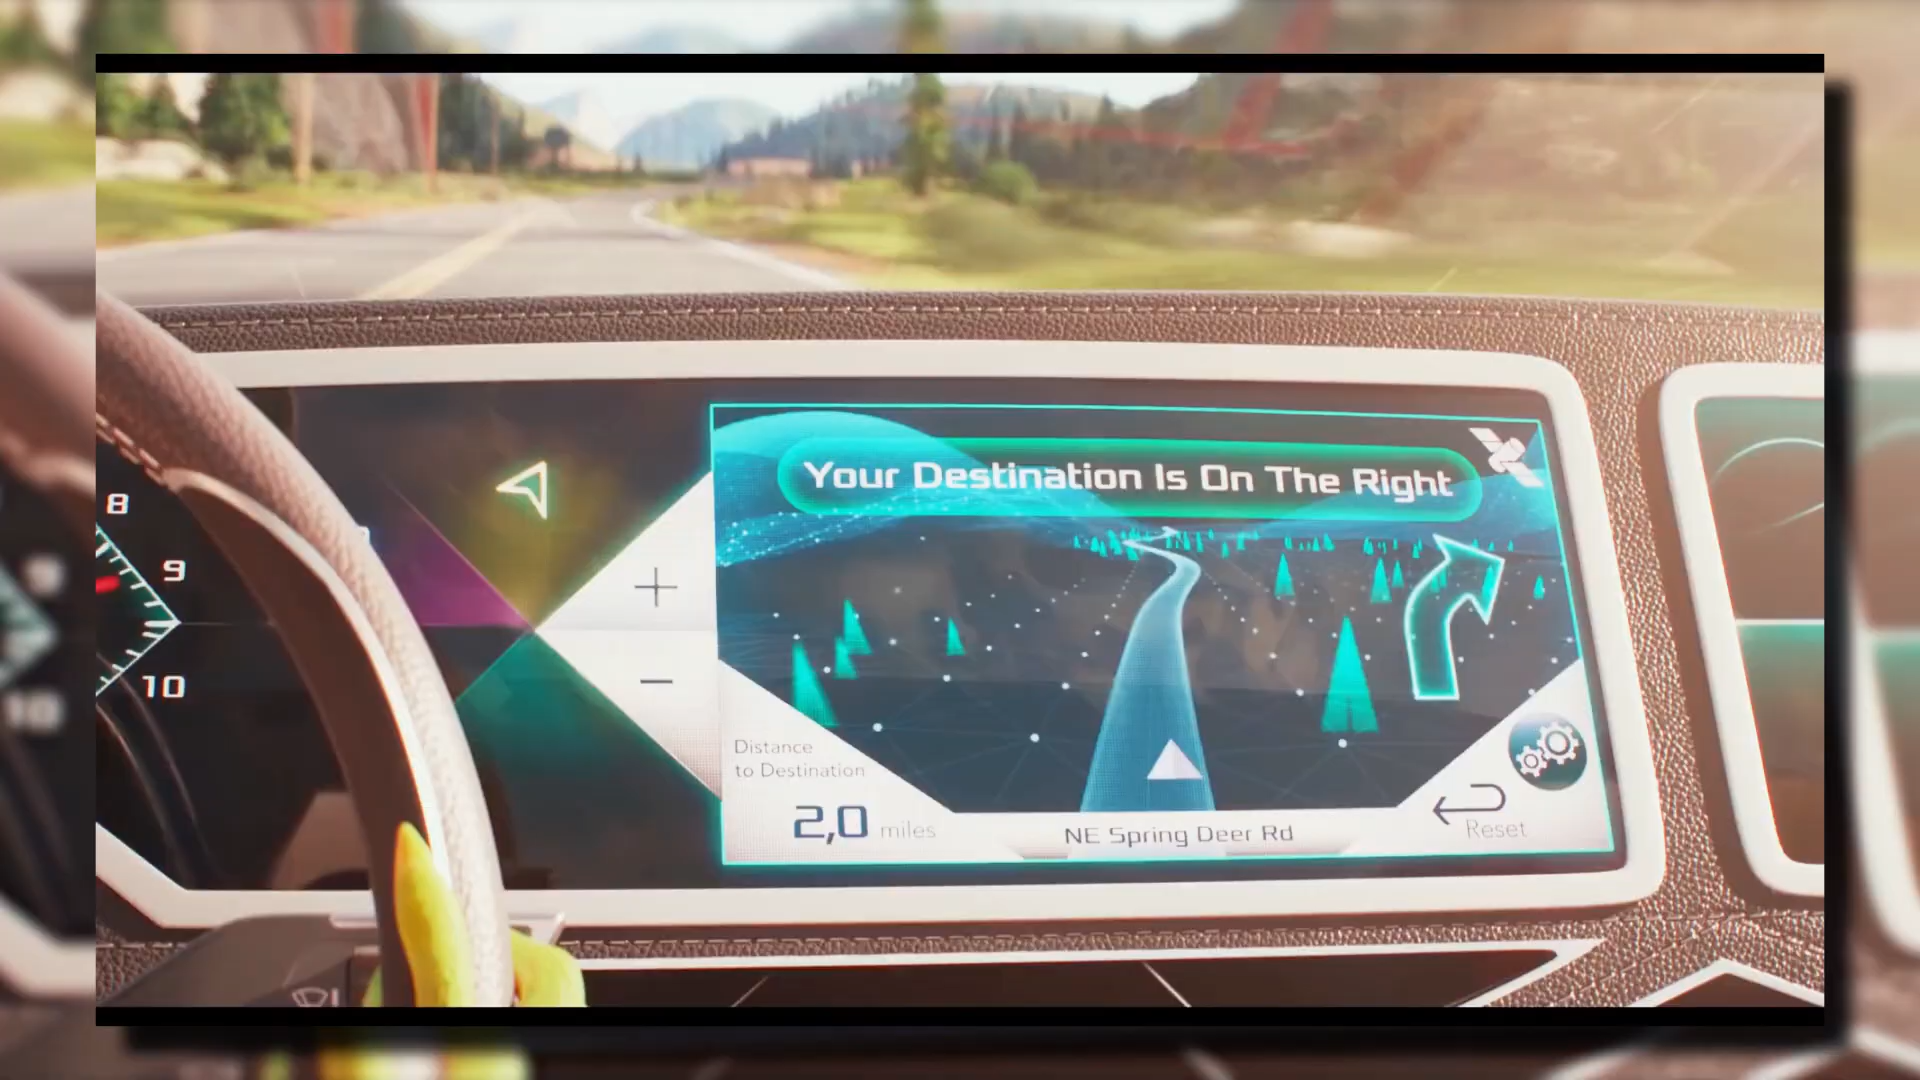 8
9
10
Your Destination Is On The Right
+
−
Distance
to Destination
2,0 miles
NE Spring Deer Rd
Reset